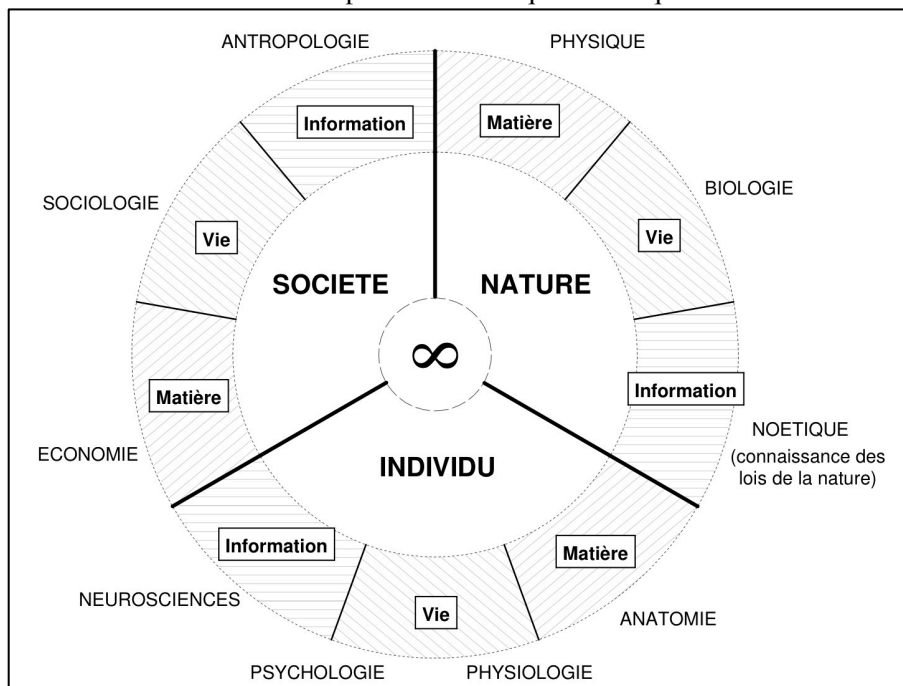 ANTROPOLOGIE
PHYSIQUE
Information
Matière
BIOLOGIE
SOCIOLOGIE
Vie
Vie
SOCIETE
NATURE
∞
Matière
Information
ECONOMIE
NOETIQUE
(connaissance des
lois de la nature)
INDIVIDU
Information
Matière
NEUROSCIENCES
Vie
ANATOMIE
PSYCHOLOGIE
PHYSIOLOGIE